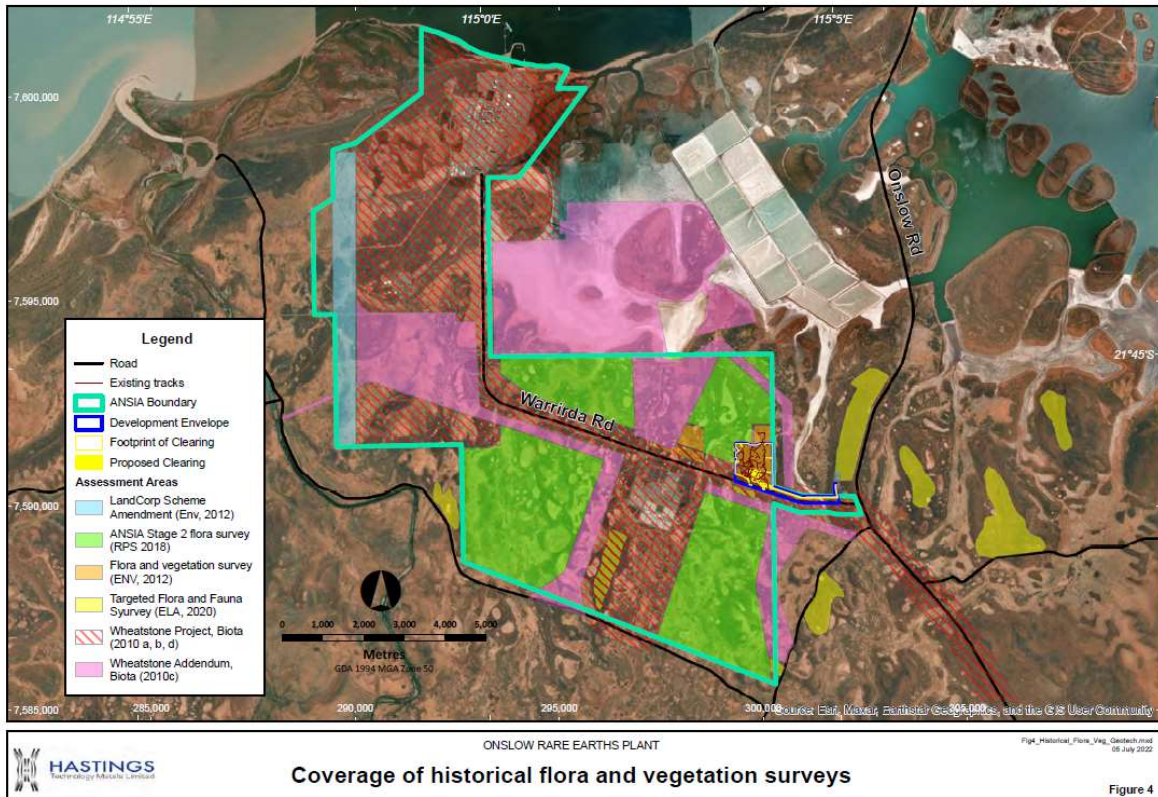 114°55'E
115°0'E
115°5'E
7,600,000
7,595,000
7,590,000
7,585,000
21°45'S
Onslow Rd
Warrirda Rd
Legend
Road
Existing tracks
ANSIA Boundary
Development Envelope
Footprint of Clearing
Proposed Clearing
Assessment Areas
LandCorp Scheme
Amendment (Env, 2012)
ANSIA Stage 2 flora survey
(RPS 2018)
Flora and vegetation survey
(ENV, 2012)
Targeted Flora and Fauna
Syurvey (ELA, 2020)
Wheatstone Project, Biota
(2010 a, b, d)
Wheatstone Addendum,
Biota (2010c)
0 1,000 2,000 3,000 4,000 5,000
Metres
GDA 1994 MGA Zone 50
285,000
290,000
295,000
300,000
305,000
Source: Esri, Maxar, Earthstar Geographics, and the GIS User Community
HASTINGS
Technology Metals Limited
ONSLOW RARE EARTHS PLANT
Coverage of historical flora and vegetation surveys
Fig4_Historical_Flora_Veg_Geotech.mxd
05 July 2022
Figure 4